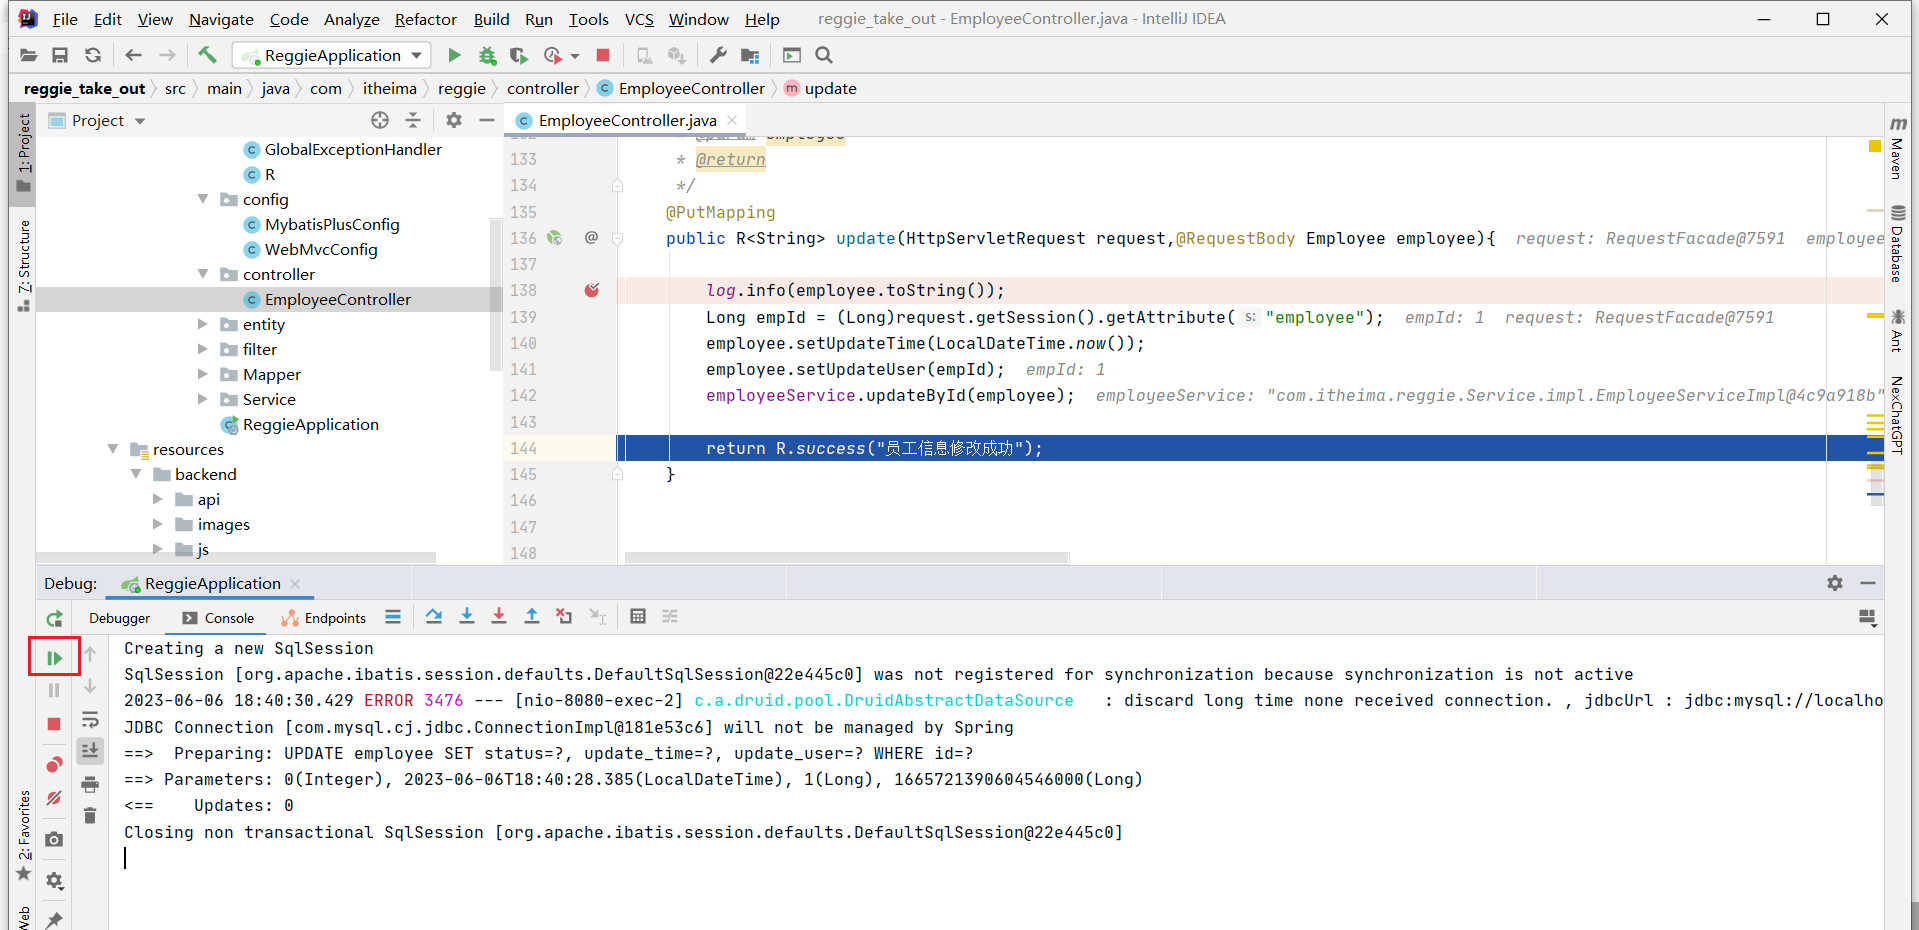 File Edit View Navigate Code Analyze Refactor Build Run Tools VCS Window Help reggie_take_out - EmployeeController.java - IntelliJ IDEA
ReggieApplication
reggie_take_out src main java com itheima reggie controller EmployeeController update
Project
EmployeeController.java
1: Project
7: Structure
2: Favorites
Web
GlobalExceptionHandler
R
config
MybatisPlusConfig
WebMvcConfig
controller
EmployeeController
entity
filter
Mapper
Service
ReggieApplication
resources
backend
api
images
js
132 * @param employee
133 * @return
134 */
135 @PutMapping
136 public R<String> update(HttpServletRequest request,@RequestBody Employee employee){ request: RequestFacade@7591 employee
137
138 log.info(employee.toString());
139 Long empId = (Long)request.getSession().getAttribute( s: "employee"); empId: 1 request: RequestFacade@7591
140 employee.setUpdateTime(LocalDateTime.now());
141 employee.setUpdateUser(empId); empId: 1
142 employeeService.updateById(employee); employeeService: "com.itheima.reggie.Service.impl.EmployeeServiceImpl@4c9a918b"
143
144 return R.success("员工信息修改成功");
145 }
146
147
148
Maven
Database
Ant
NexChatGPT
Debug: ReggieApplication
Debugger Console Endpoints
Creating a new SqlSession
SqlSession [org.apache.ibatis.session.defaults.DefaultSqlSession@22e445c0] was not registered for synchronization because synchronization is not active
2023-06-06 18:40:30.429 ERROR 3476 --- [nio-8080-exec-2] c.a.druid.pool.DruidAbstractDataSource : discard long time none received connection. , jdbcUrl : jdbc:mysql://localho
JDBC Connection [com.mysql.cj.jdbc.ConnectionImpl@181e53c6] will not be managed by Spring
==> Preparing: UPDATE employee SET status=?, update_time=?, update_user=? WHERE id=?
==> Parameters: 0(Integer), 2023-06-06T18:40:28.385(LocalDateTime), 1(Long), 1665721390604546000(Long)
<== Updates: 0
Closing non transactional SqlSession [org.apache.ibatis.session.defaults.DefaultSqlSession@22e445c0]